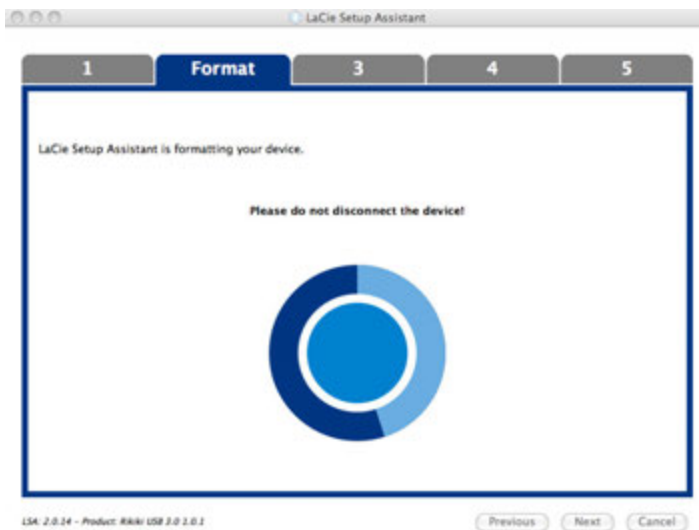 LaCie Setup Assistant
1 Format 3 4 5
LaCie Setup Assistant is formatting your device.
Please do not disconnect the device!
LSA: 2.0.14 - Product: Rikiki USB 3.0 1.0.1
Previous Next Cancel